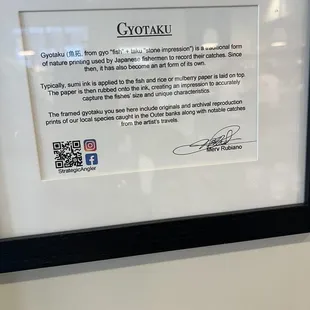 GYOTAKU
Gyotaku (魚拓, from gyo "fish" + taku "stone impression") is a traditional form
of nature printing used by Japanese fishermen to record their catches. Since
then, it has also become an art form of its own.
Typically, sumi ink is applied to the fish and rice or mulberry paper is laid on top.
The paper is then rubbed onto the ink, creating an impression to accurately
capture the fishes' size and unique characteristics.
The framed gyotaku you see here include originals and archival reproduction
prints of our local species caught in the Outer banks along with notable catches
from the artist's travels.
Merv Rubiano
StrategicAngler